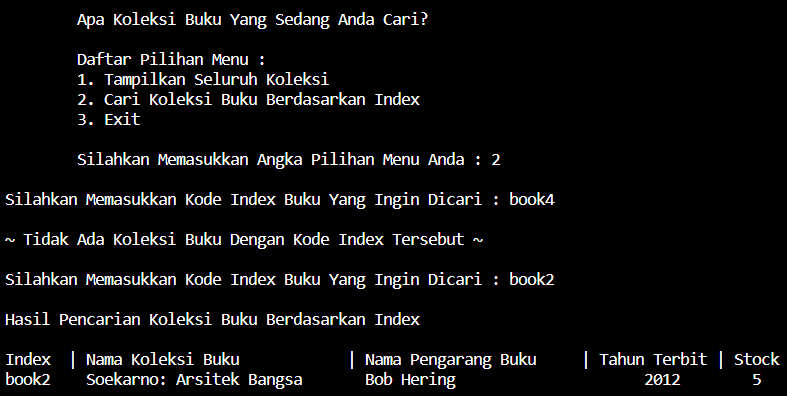 Apa Koleksi Buku Yang Sedang Anda Cari?
Daftar Pilihan Menu :
1. Tampilkan Seluruh Koleksi
2. Cari Koleksi Buku Berdasarkan Index
3. Exit
Silahkan Memasukkan Angka Pilihan Menu Anda : 2
Silahkan Memasukkan Kode Index Buku Yang Ingin Dicari : book4
~ Tidak Ada Koleksi Buku Dengan Kode Index Tersebut ~
Silahkan Memasukkan Kode Index Buku Yang Ingin Dicari : book2
Hasil Pencarian Koleksi Buku Berdasarkan Index
Index | Nama Koleksi Buku | Nama Pengarang Buku | Tahun Terbit | Stock
book2 Soekarno: Arsitek Bangsa Bob Hering 2012 5